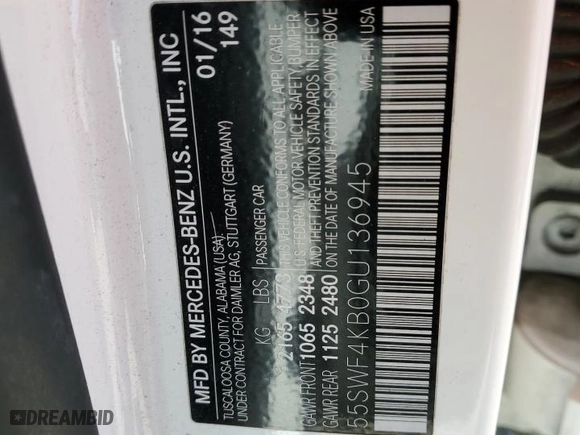 MFD BY MERCEDES-BENZ U.S. INTL., INC
TUSCALOOSA COUNTY, ALABAMA (USA)
UNDER CONTRACT FOR DAIMLER AG, STUTTGART (GERMANY)
01/16
149
KG LBS PASSENGER CAR
2165 4773 THIS VEHICLE CONFORMS TO ALL APPLICABLE
GAWR FRONT 1065 2348 U.S. FEDERAL MOTOR VEHICLE SAFETY, BUMPER
AND THEFT PREVENTION STANDARDS IN EFFECT
GAWR REAR 1125 2480 ON THE DATE OF MANUFACTURE SHOWN ABOVE
55SWF4KB0GU136945
MADE IN USA
DREAMBID